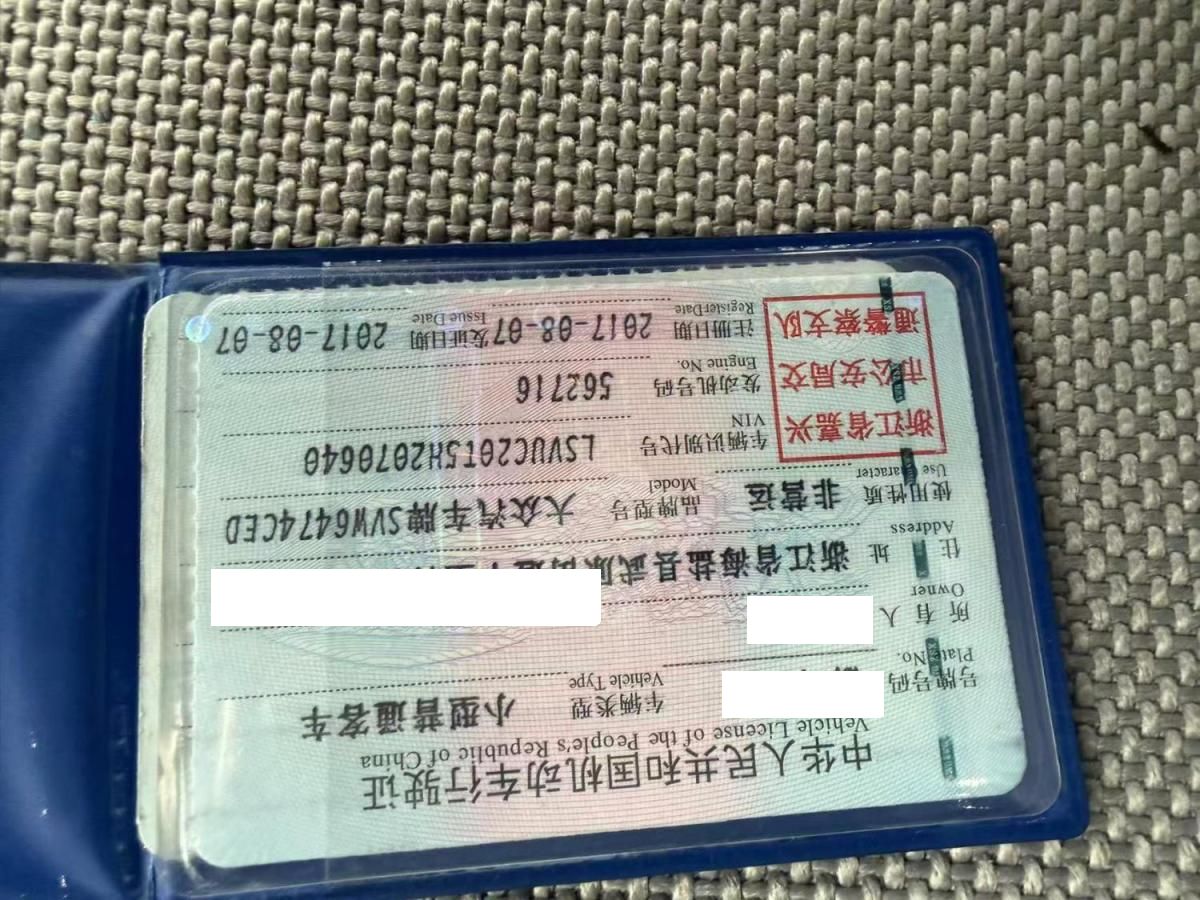 中华人民共和国机动车行驶证
Vehicle License of the People's Republic of China
号牌号码
Plate No.
车辆类型 小型普通客车
Vehicle Type
所有人
Owner
住址 浙江省海盐县武原街道
Address
使用性质 非营运
Use Character
品牌型号 大众汽车牌SVW6474CED
Model
车辆识别代号 LSVUC20T5H2070640
VIN
发动机号码 562716
Engine No.
注册日期 2017-08-07
Register Date
发证日期 2017-08-07
Issue Date
浙江省嘉兴
市公安局交
通警察支队